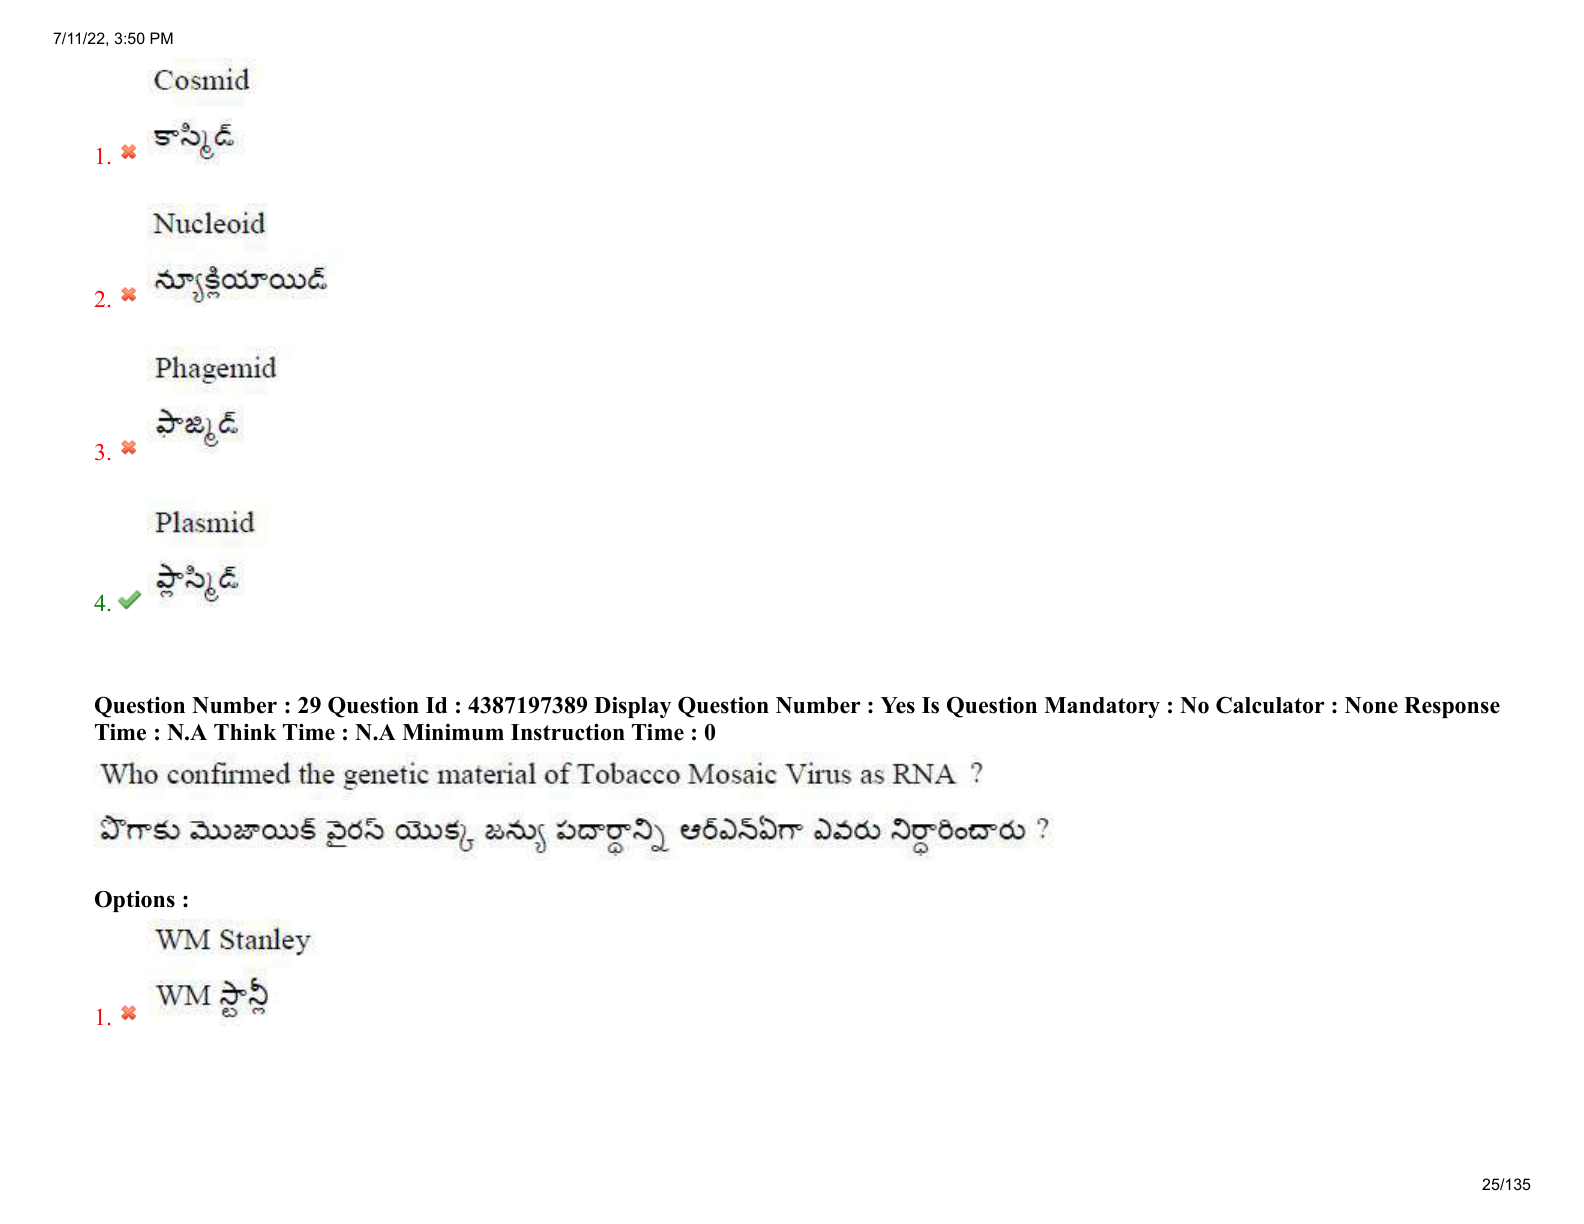 7/11/22, 3:50 PM
Cosmid
కాస్మిడ్
1.
Nucleoid
న్యూక్లియాయిడ్
2.
Phagemid
ఫాజ్మిడ్
3.
Plasmid
ప్లాస్మిడ్
4.
Question Number : 29 Question Id : 4387197389 Display Question Number : Yes Is Question Mandatory : No Calculator : None Response
Time : N.A Think Time : N.A Minimum Instruction Time : 0
Who confirmed the genetic material of Tobacco Mosaic Virus as RNA ?
పొగాకు మొజాయిక్ వైరస్ యొక్క జన్యు పదార్థాన్ని ఆర్ఎన్ఏగా ఎవరు నిర్ధారించారు ?
Options :
WM Stanley
WM స్టాన్లీ
1.
25/135